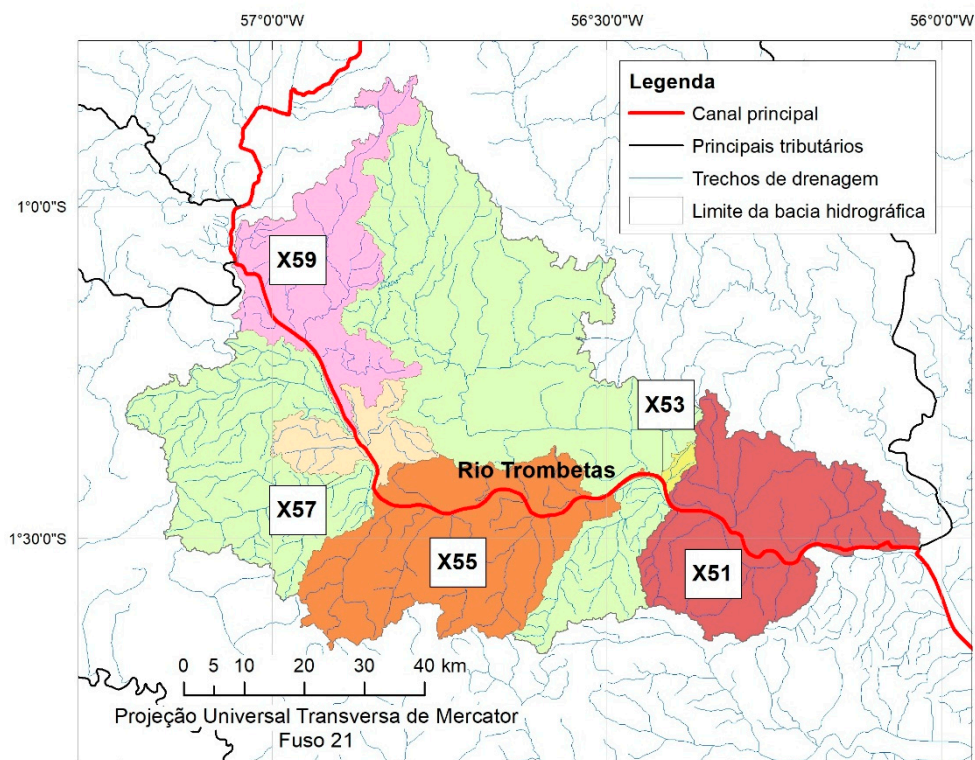 57°0'0"W
56°30'0"W
56°0'0"W
Legenda
Canal principal
Principais tributários
Trechos de drenagem
Limite da bacia hidrográfica
1°0'0"S
X59
X53
Rio Trombetas
X57
1°30'0"S
X55
X51
0 5 10 20 30 40 km
Projeção Universal Transversa de Mercator
Fuso 21